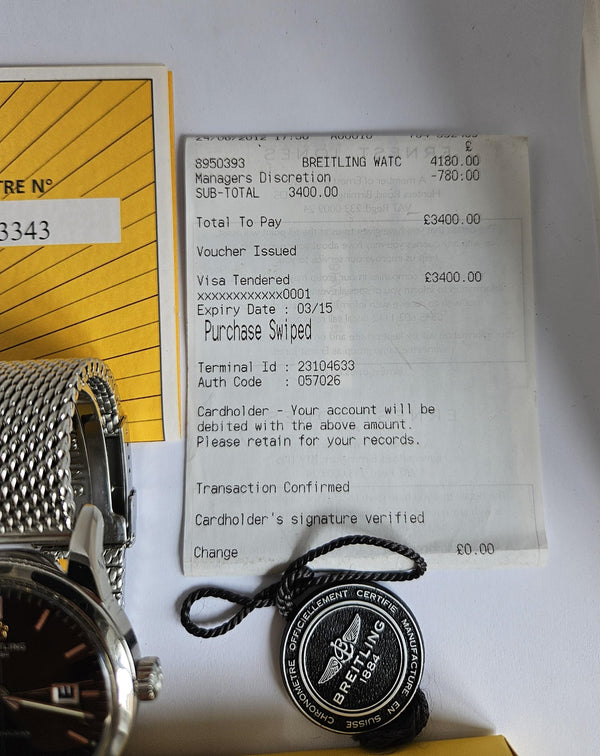 TRE N°
3343
£
8950393 BREITLING WATC 4180.00
Managers Discretion -780:00
SUB-TOTAL 3400.00
Total To Pay £3400.00
Voucher Issued
Visa Tendered £3400.00
xxxxxxxxxxxx0001
Expiry Date : 03/15
Purchase Swiped
Terminal Id : 23104633
Auth Code : 057026
Cardholder - Your account will be
debited with the above amount.
Please retain for your records.
Transaction Confirmed
Cardholder's signature verified
Change £0.00
CHRONOMETRE OFFICIELLEMENT CERTIFIE MANUFACTURE EN SUISSE
B
BREITLING
1884